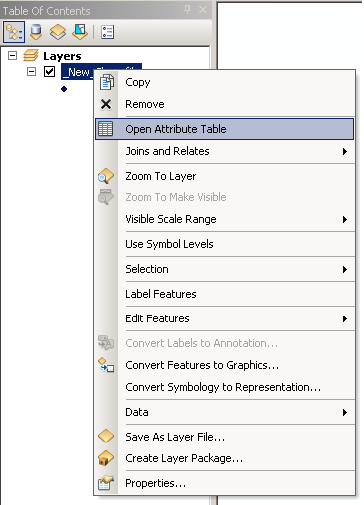 Table Of Contents
Layers
_New_
Copy
Remove
Open Attribute Table
Joins and Relates
Zoom To Layer
Zoom To Make Visible
Visible Scale Range
Use Symbol Levels
Selection
Label Features
Edit Features
Convert Labels to Annotation...
Convert Features to Graphics...
Convert Symbology to Representation...
Data
Save As Layer File...
Create Layer Package...
Properties...